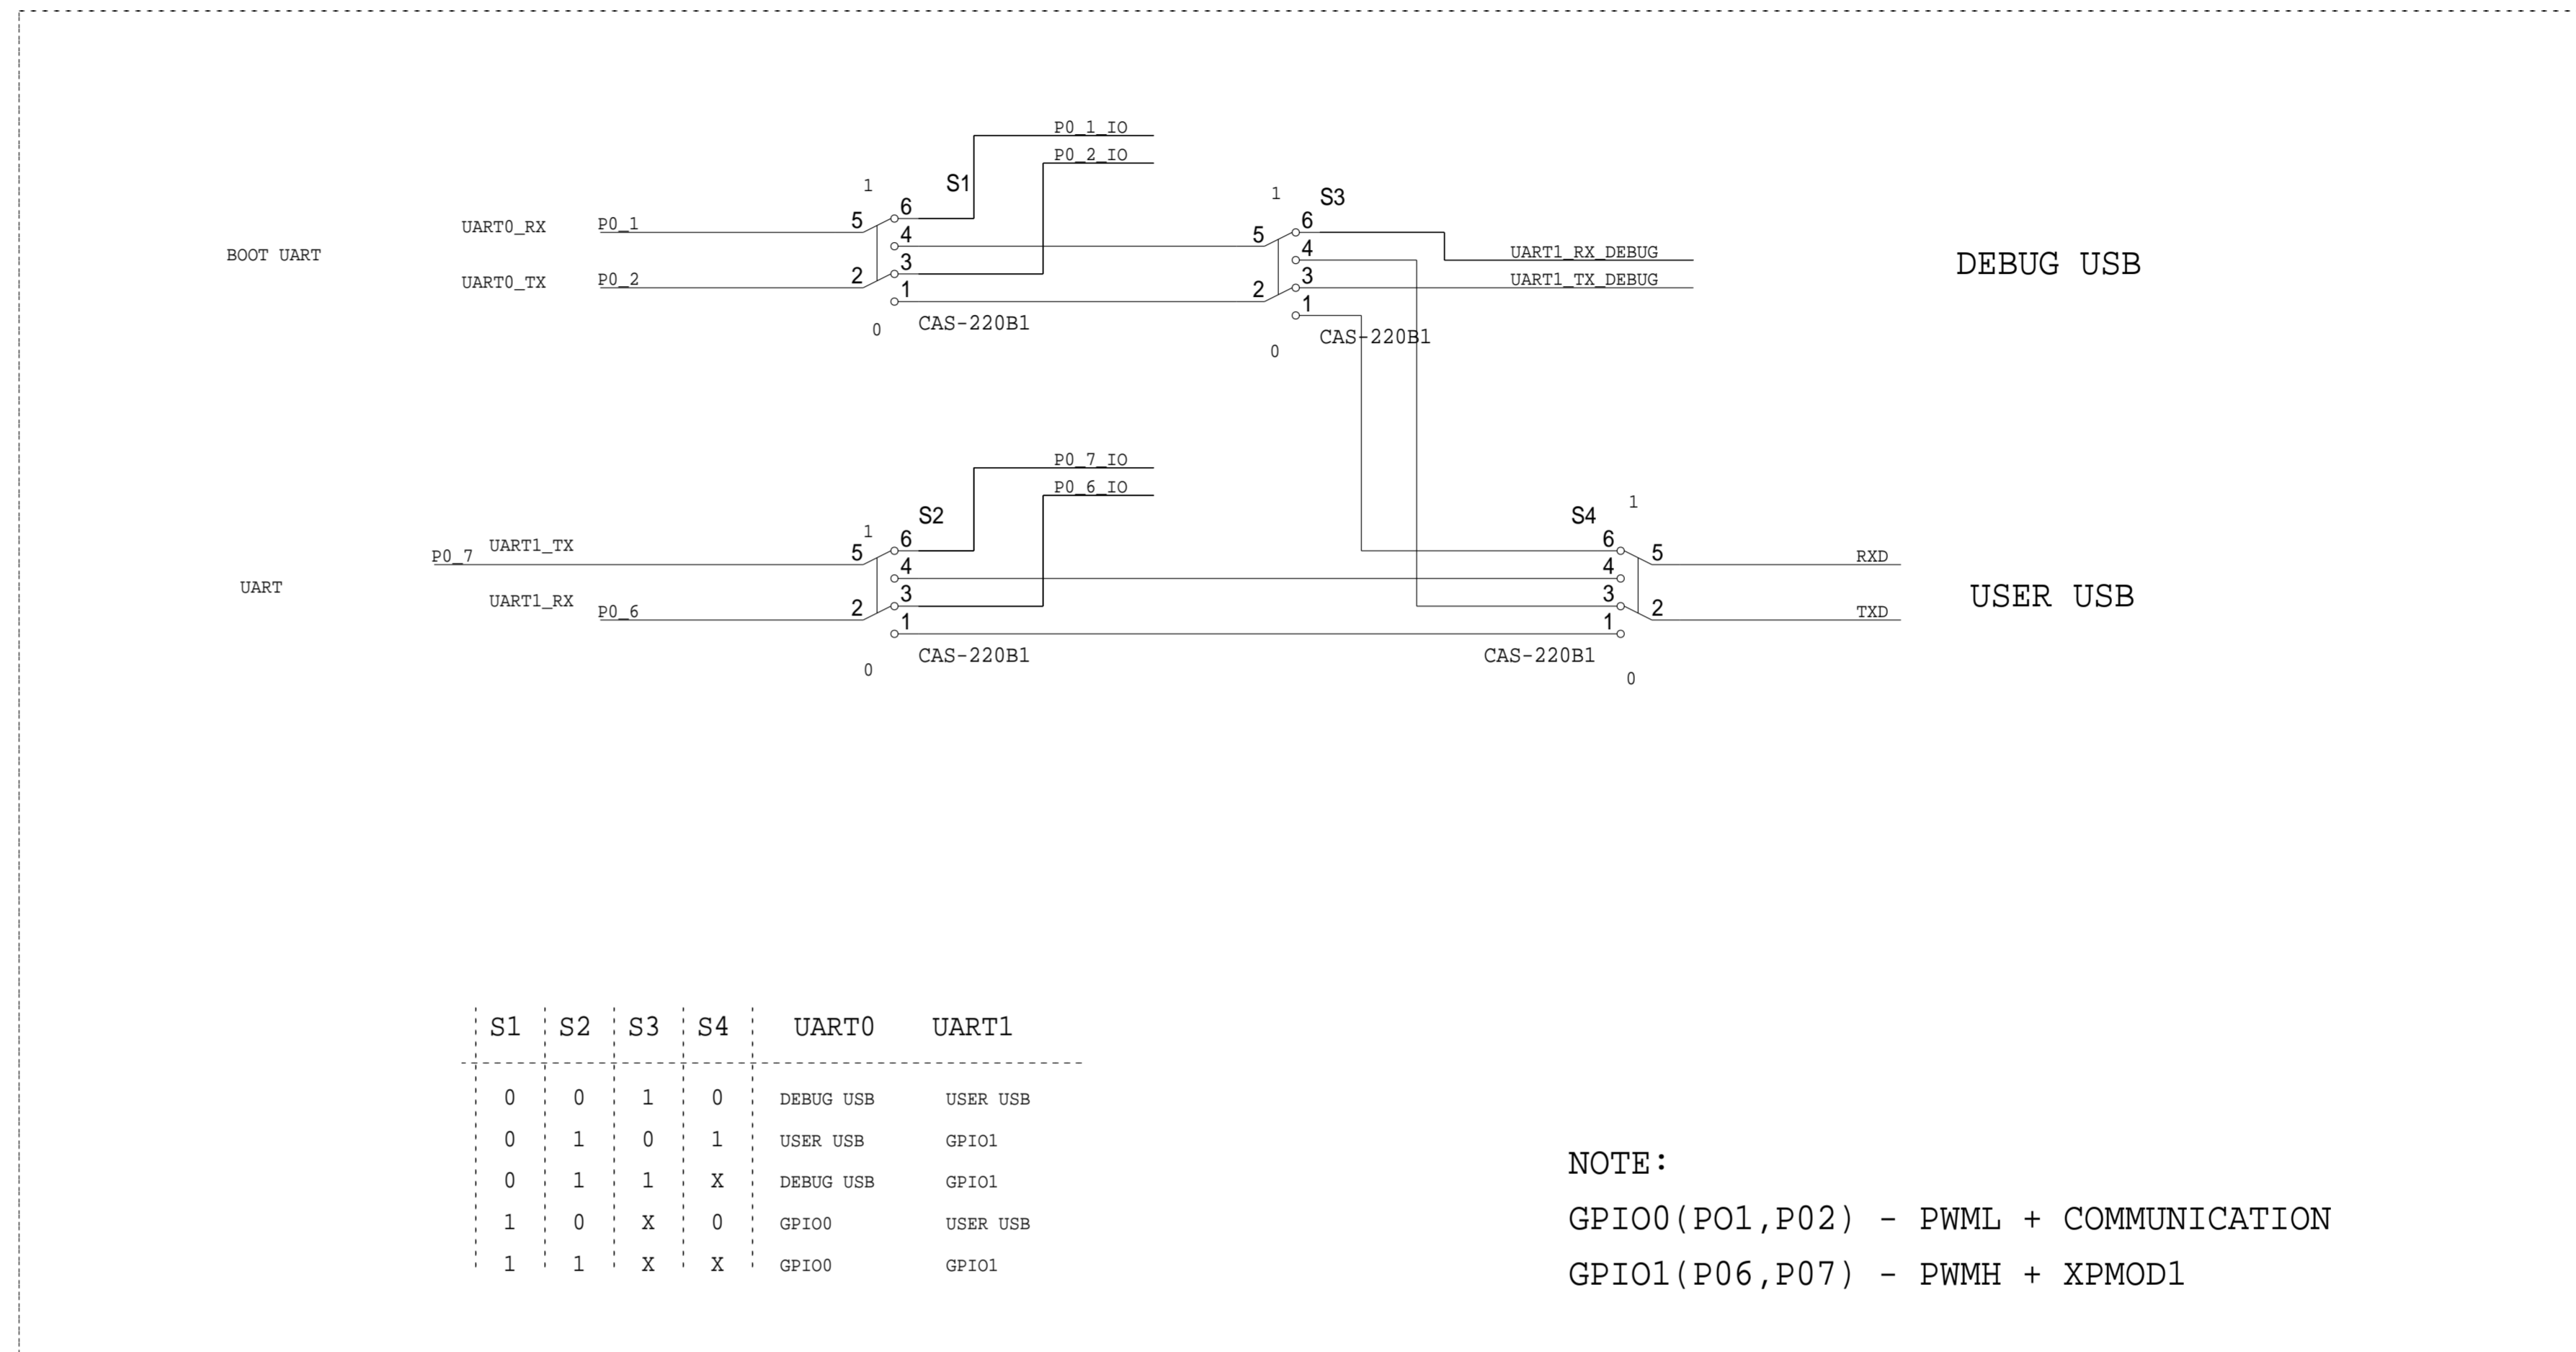 P0_1_IO
P0_2_IO
1
S1
6
5
4
3
2
1
0
CAS-220B1
UART0_RX
P0_1
BOOT UART
UART0_TX
P0_2
1
S3
6
5
4
3
2
1
0
CAS-220B1
UART1_RX_DEBUG
UART1_TX_DEBUG
DEBUG USB
P0_7_IO
P0_6_IO
1
S2
6
5
4
3
2
1
0
CAS-220B1
UART1_TX
P0_7
UART
UART1_RX
P0_6
1
S4
6
5
4
3
2
1
0
CAS-220B1
RXD
TXD
USER USB
S1 S2 S3 S4 UART0 UART1
0 0 1 0 DEBUG USB USER USB
0 1 0 1 USER USB GPIO1
0 1 1 X DEBUG USB GPIO1
1 0 X 0 GPIO0 USER USB
1 1 X X GPIO0 GPIO1
NOTE:
GPIO0(PO1,P02) - PWML + COMMUNICATION
GPIO1(P06,P07) - PWMH + XPMOD1